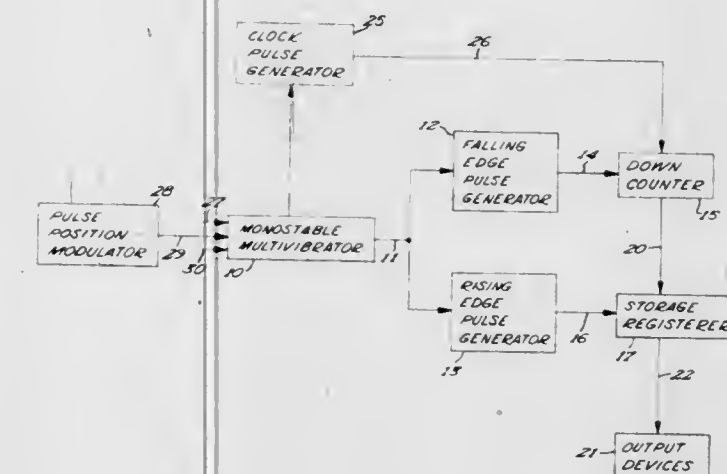 25
CLOCK
PULSE
GENERATOR
26
12
FALLING
EDGE
PULSE
GENERATOR
14
DOWN
COUNTER
15
28
PULSE
POSITION
MODULATOR
29
27
30
MONOSTABLE
MULTIVIBRATOR
10
11
20
RISING
EDGE
PULSE
GENERATOR
13
16
STORAGE
REGISTERER
17
22
21
OUTPUT
DEVICES